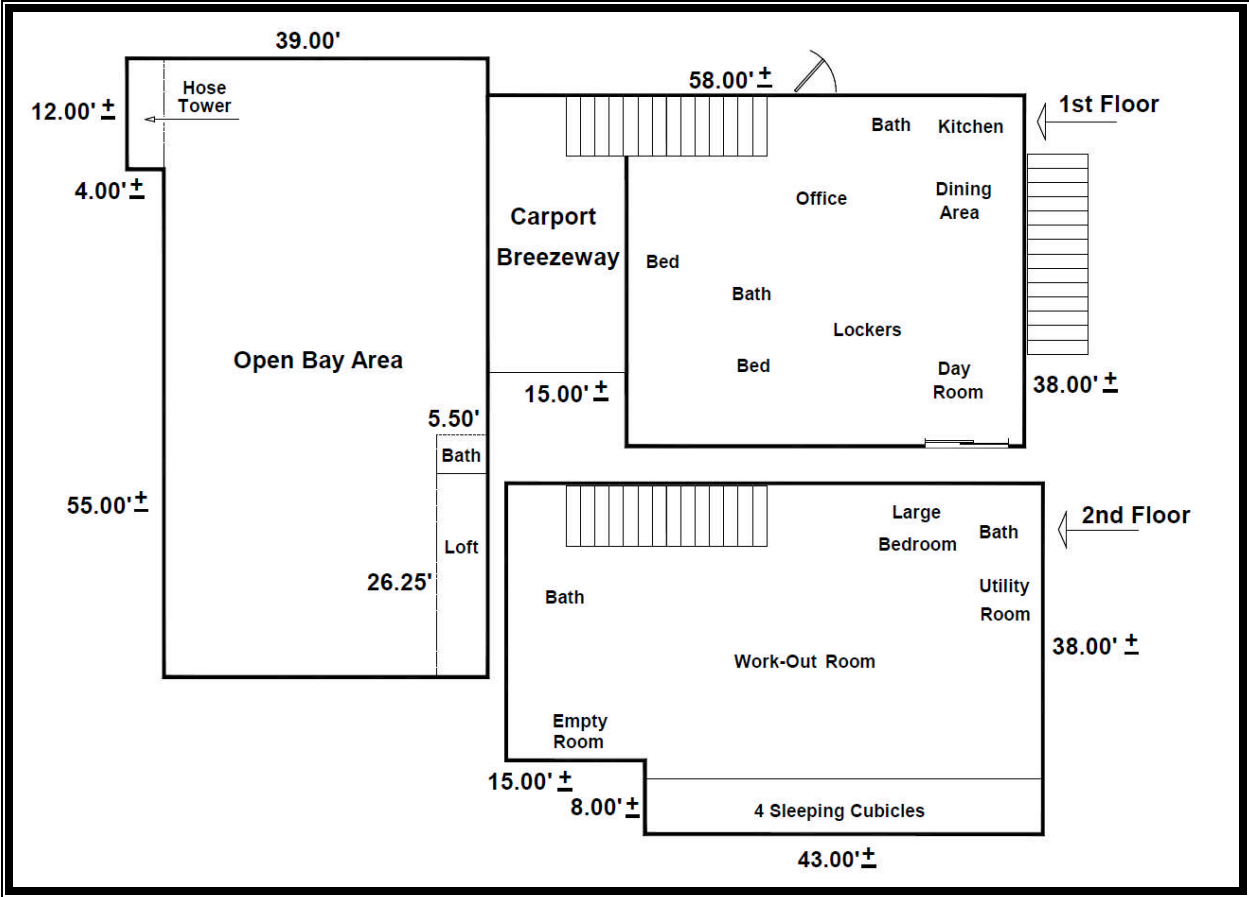 39.00'
Hose
Tower
12.00' ±
4.00' ±
58.00' ±
1st Floor
Bath
Kitchen
Office
Dining
Area
Carport
Breezeway
Bed
Bath
Lockers
Open Bay Area
Bed
Day
Room
15.00' ±
38.00' ±
5.50'
Bath
55.00' ±
Loft
26.25'
Large
Bedroom
Bath
2nd Floor
Bath
Utility
Room
38.00' ±
Work-Out Room
Empty
Room
15.00' ±
8.00' ±
4 Sleeping Cubicles
43.00' ±